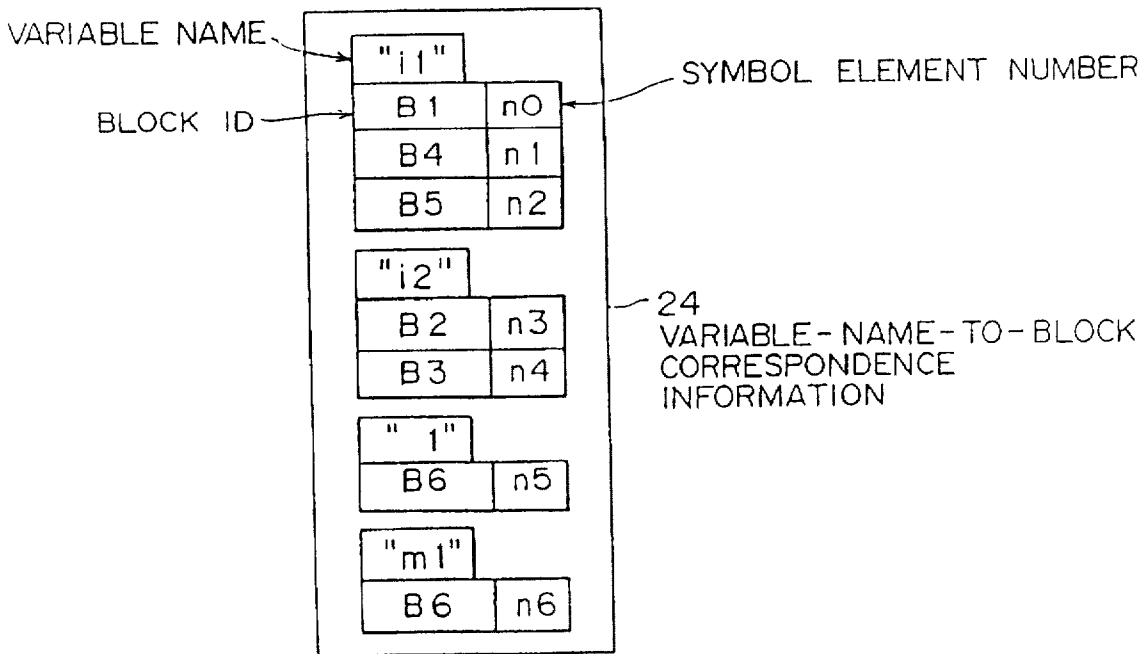 VARIABLE NAME
"i1"
SYMBOL ELEMENT NUMBER
BLOCK ID
B1 n0
B4 n1
B5 n2
"i2"
B2 n3
B3 n4
24
VARIABLE-NAME-TO-BLOCK
CORRESPONDENCE
INFORMATION
" 1"
B6 n5
"m1"
B6 n6